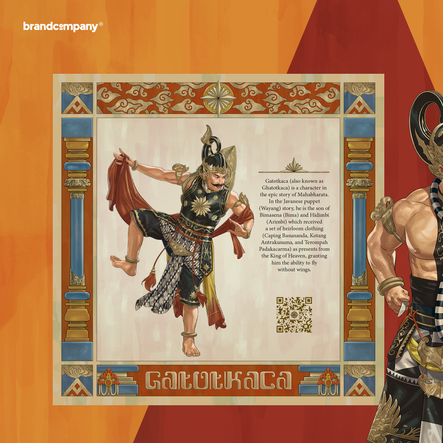 brandcompany®
Gatotkaca (also known as
Ghatotkaca) is a character in
the epic story of Mahabharata.
In the Javanese puppet
(Wayang) story, he is the son of
Bimasena (Bima) and Hidimbi
(Arimbi) which received
a set of heirloom clothing
(Caping Basunanda, Kotang
Antrakusuma, and Terompah
Padakacarma) as presents from
the King of Heaven, granting
him the ability to fly
without wings.
GATOTKACA